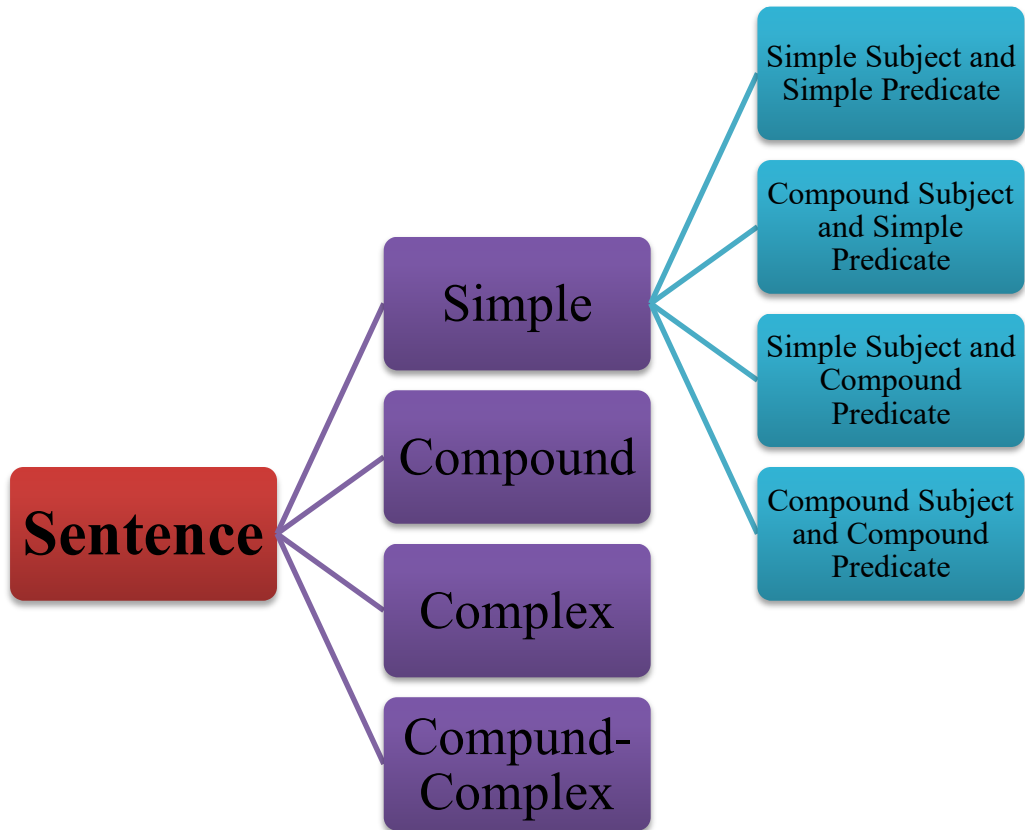 Sentence
Simple
Compound
Complex
Compund-
Complex
Simple Subject and
Simple Predicate
Compound Subject
and Simple
Predicate
Simple Subject and
Compound
Predicate
Compound Subject
and Compound
Predicate